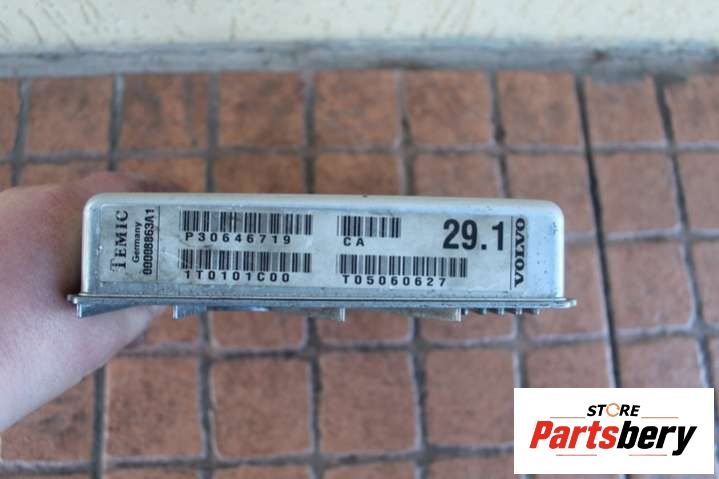 TEMIC
Germany
00008863A1
P30646719
CA
29.1
VOLVO
1T0101C00
T05060627
STORE
Partsbery